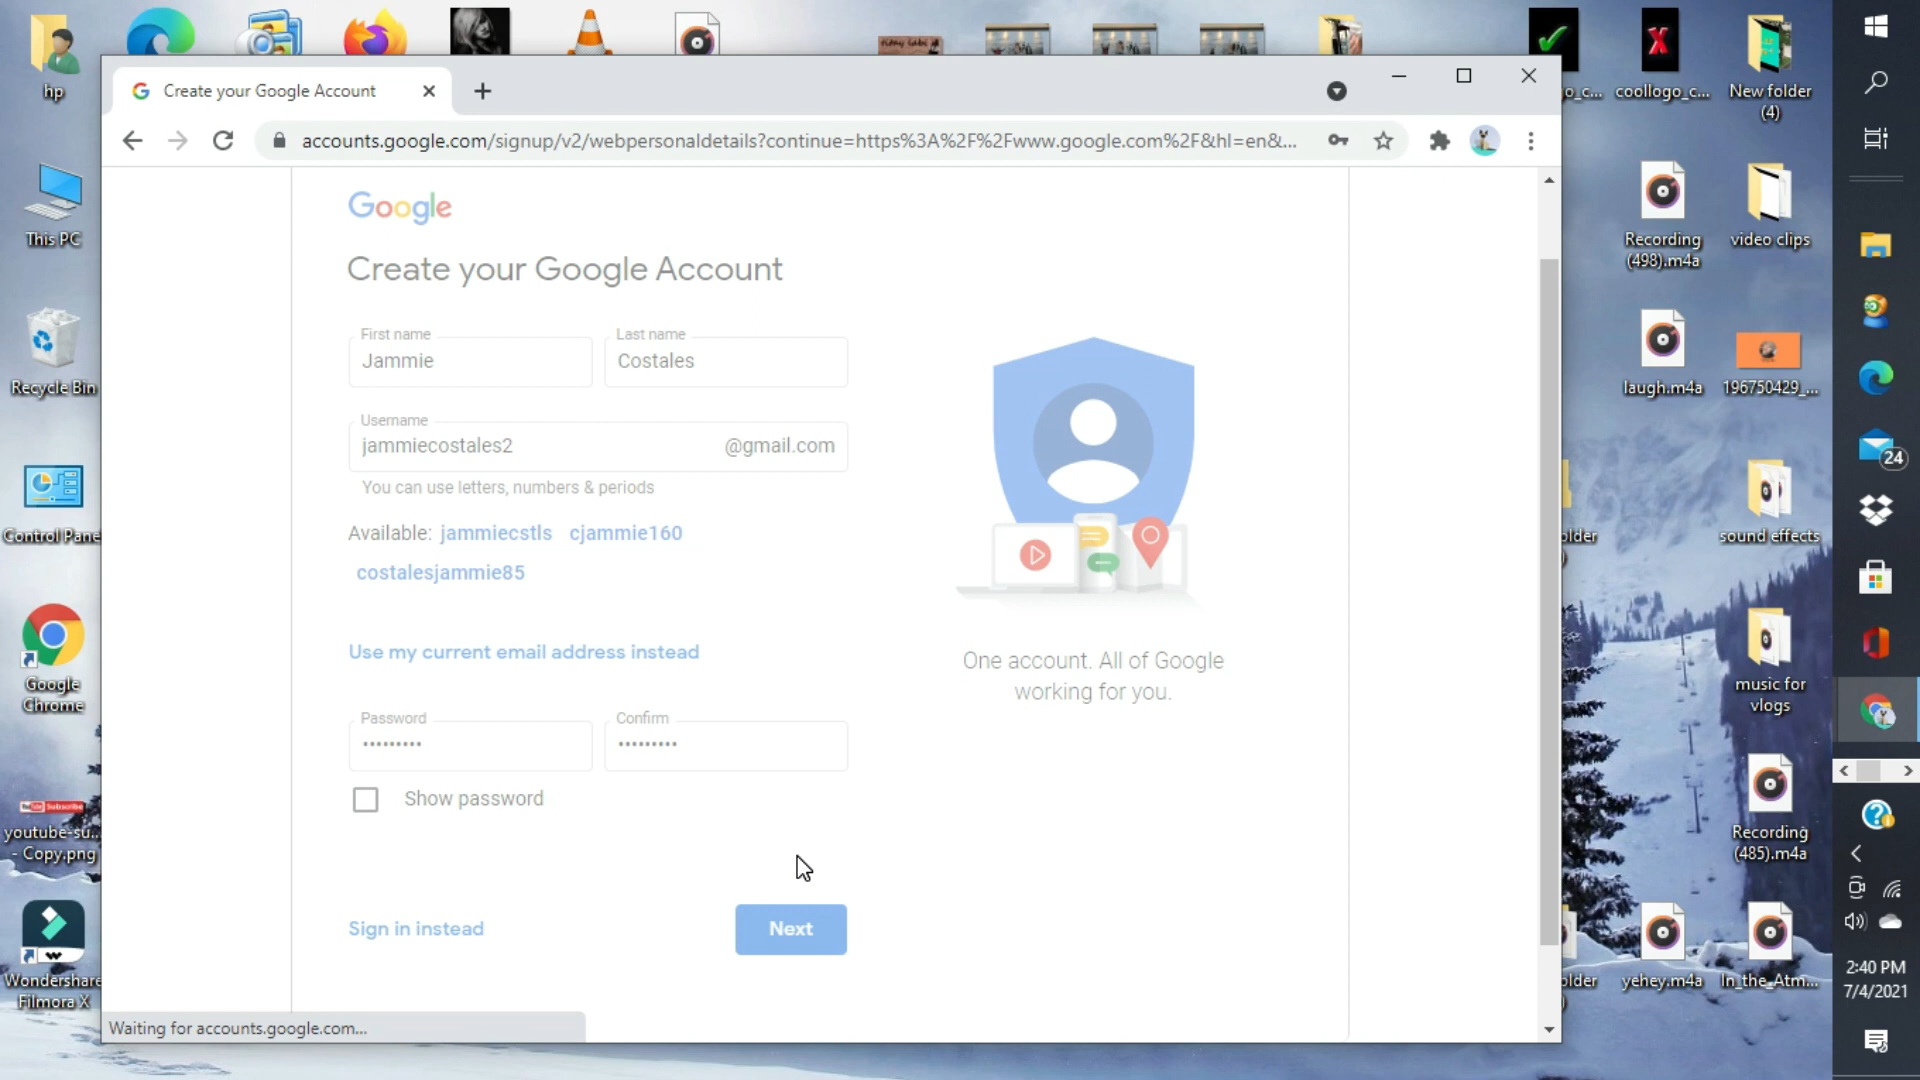 hp
This PC
Recycle Bin
Control Pane
Google
Chrome
youtube-su...
- Copy.png
Wondershare
Filmora X
Create your Google Account
accounts.google.com/signup/v2/webpersonaldetails?continue=https%3A%2F%2Fwww.google.com%2F&hl=en&...
Google
Create your Google Account
First name
Jammie
Last name
Costales
Username
jammiecostales2
@gmail.com
You can use letters, numbers & periods
Available: jammiecstls cjammie160
costalesjammie85
Use my current email address instead
Password
•••••••••
Confirm
•••••••••
Show password
Sign in instead
Next
One account. All of Google
working for you.
Waiting for accounts.google.com...
o_c...
coollogo_c...
New folder
(4)
Recording
(498).m4a
video clips
laugh.m4a
196750429_...
older
sound effects
music for
vlogs
Recording
(485).m4a
older
yehey.m4a
In_the_Atm...
24
2:40 PM
7/4/2021